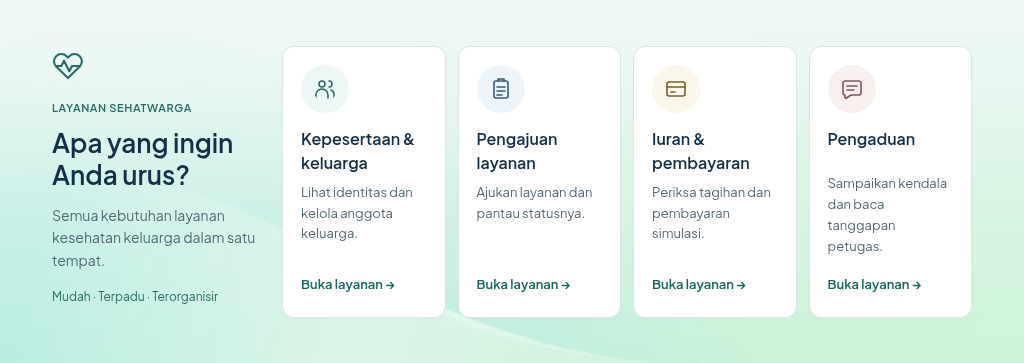 LAYANAN SEHATWARGA
Apa yang ingin
Anda urus?
Semua kebutuhan layanan
kesehatan keluarga dalam satu
tempat.
Mudah · Terpadu · Terorganisir
Kepesertaan &
keluarga
Lihat identitas dan
kelola anggota
keluarga.
Buka layanan →
Pengajuan
layanan
Ajukan layanan dan
pantau statusnya.
Buka layanan →
Iuran &
pembayaran
Periksa tagihan dan
pembayaran
simulasi.
Buka layanan →
Pengaduan
Sampaikan kendala
dan baca
tanggapan
petugas.
Buka layanan →